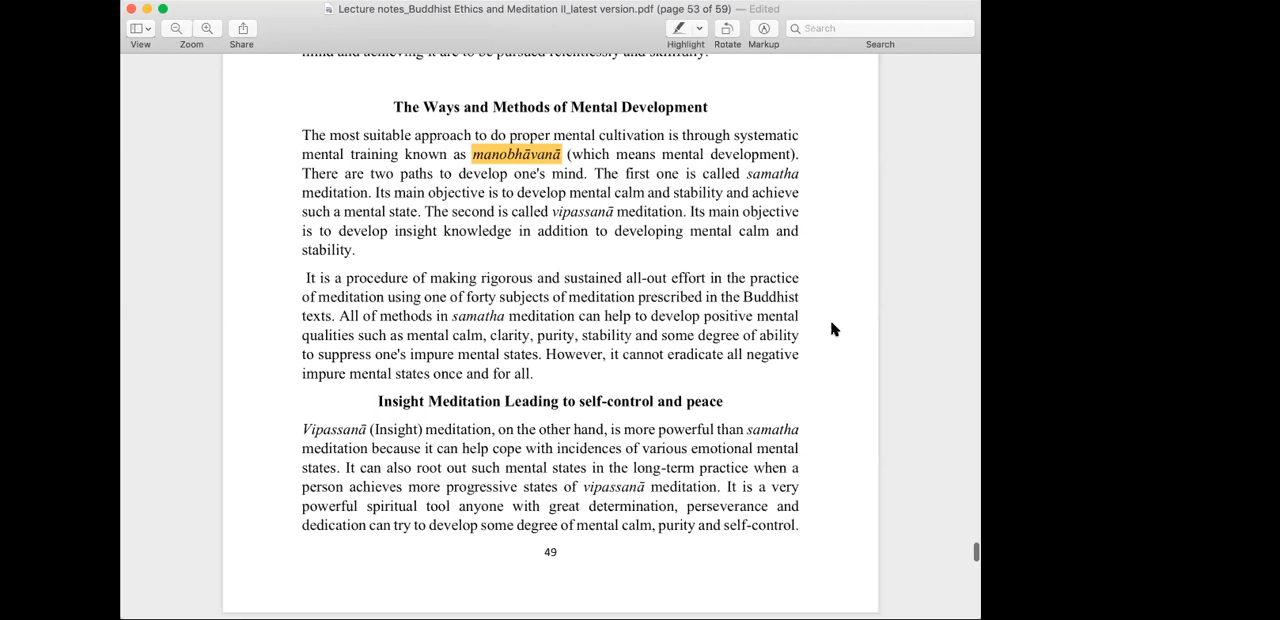 Lecture notes_Buddhist Ethics and Meditation II_latest version.pdf (page 53 of 59) — Edited
Search
View Zoom Share Highlight Rotate Markup Search
mind and achieving it are to be pursued relentlessly and skilfully.
The Ways and Methods of Mental Development
The most suitable approach to do proper mental cultivation is through systematic
mental training known as manobhāvanā (which means mental development).
There are two paths to develop one's mind. The first one is called samatha
meditation. Its main objective is to develop mental calm and stability and achieve
such a mental state. The second is called vipassanā meditation. Its main objective
is to develop insight knowledge in addition to developing mental calm and
stability.
It is a procedure of making rigorous and sustained all-out effort in the practice
of meditation using one of forty subjects of meditation prescribed in the Buddhist
texts. All of methods in samatha meditation can help to develop positive mental
qualities such as mental calm, clarity, purity, stability and some degree of ability
to suppress one's impure mental states. However, it cannot eradicate all negative
impure mental states once and for all.
Insight Meditation Leading to self-control and peace
Vipassanā (Insight) meditation, on the other hand, is more powerful than samatha
meditation because it can help cope with incidences of various emotional mental
states. It can also root out such mental states in the long-term practice when a
person achieves more progressive states of vipassanā meditation. It is a very
powerful spiritual tool anyone with great determination, perseverance and
dedication can try to develop some degree of mental calm, purity and self-control.
49